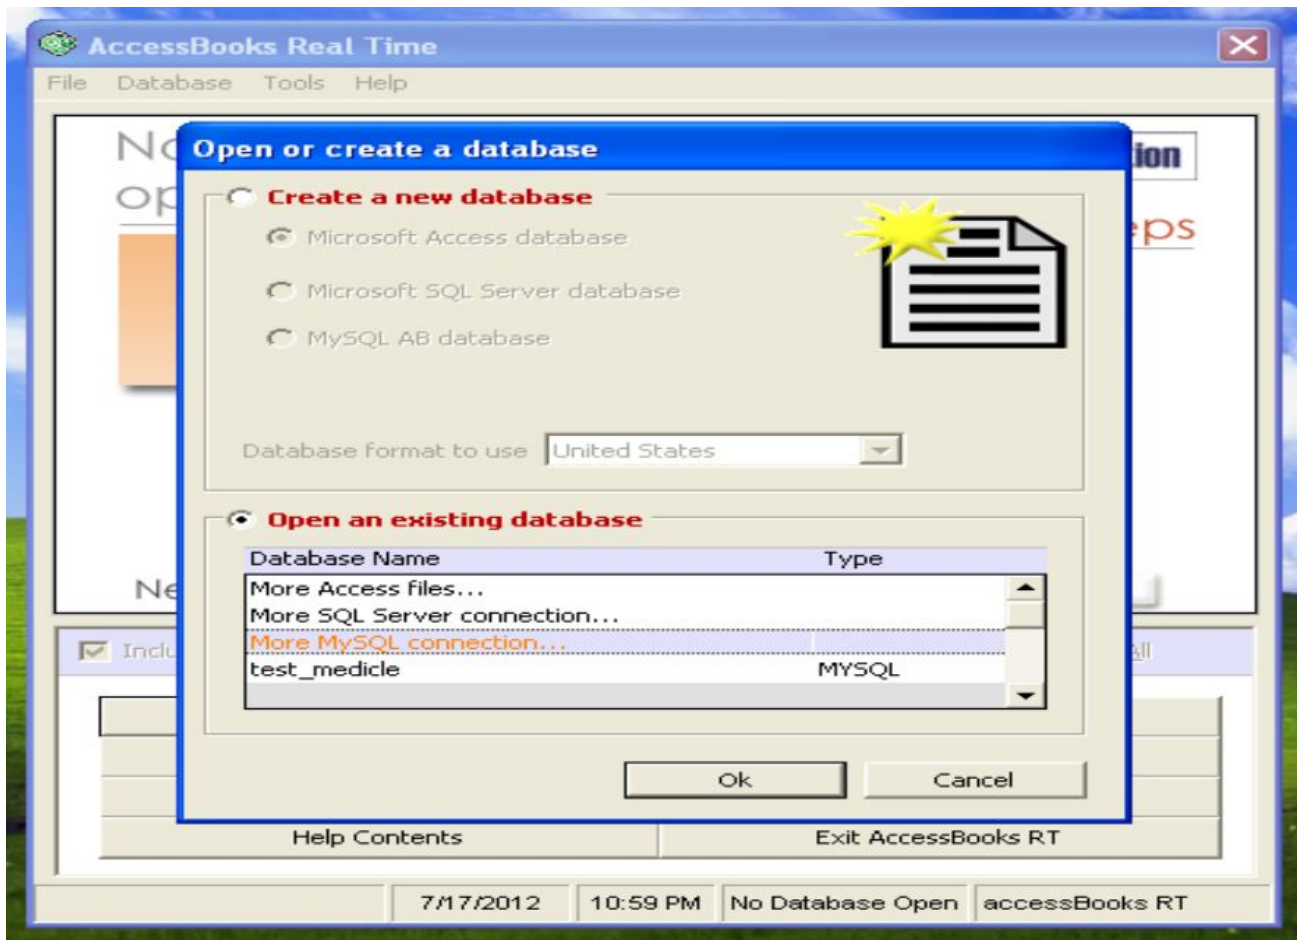 AccessBooks Real Time
File Database Tools Help
Open or create a database
Create a new database
Microsoft Access database
Microsoft SQL Server database
MySQL AB database
Database format to use United States
Open an existing database
Database Name Type
More Access files...
More SQL Server connection...
More MySQL connection...
test_medicle MYSQL
Ok Cancel
Help Contents Exit AccessBooks RT
7/17/2012 10:59 PM No Database Open accessBooks RT